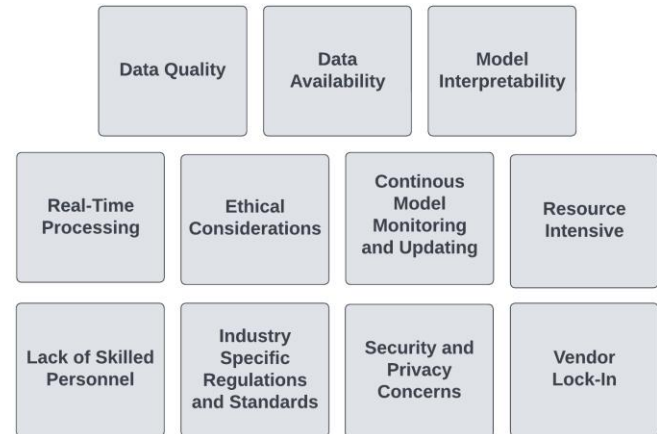 Data Quality
Data
Availability
Model
Interpretability
Real-Time
Processing
Ethical
Considerations
Continous
Model
Monitoring
and Updating
Resource
Intensive
Lack of Skilled
Personnel
Industry
Specific
Regulations
and Standards
Security and
Privacy
Concerns
Vendor
Lock-In